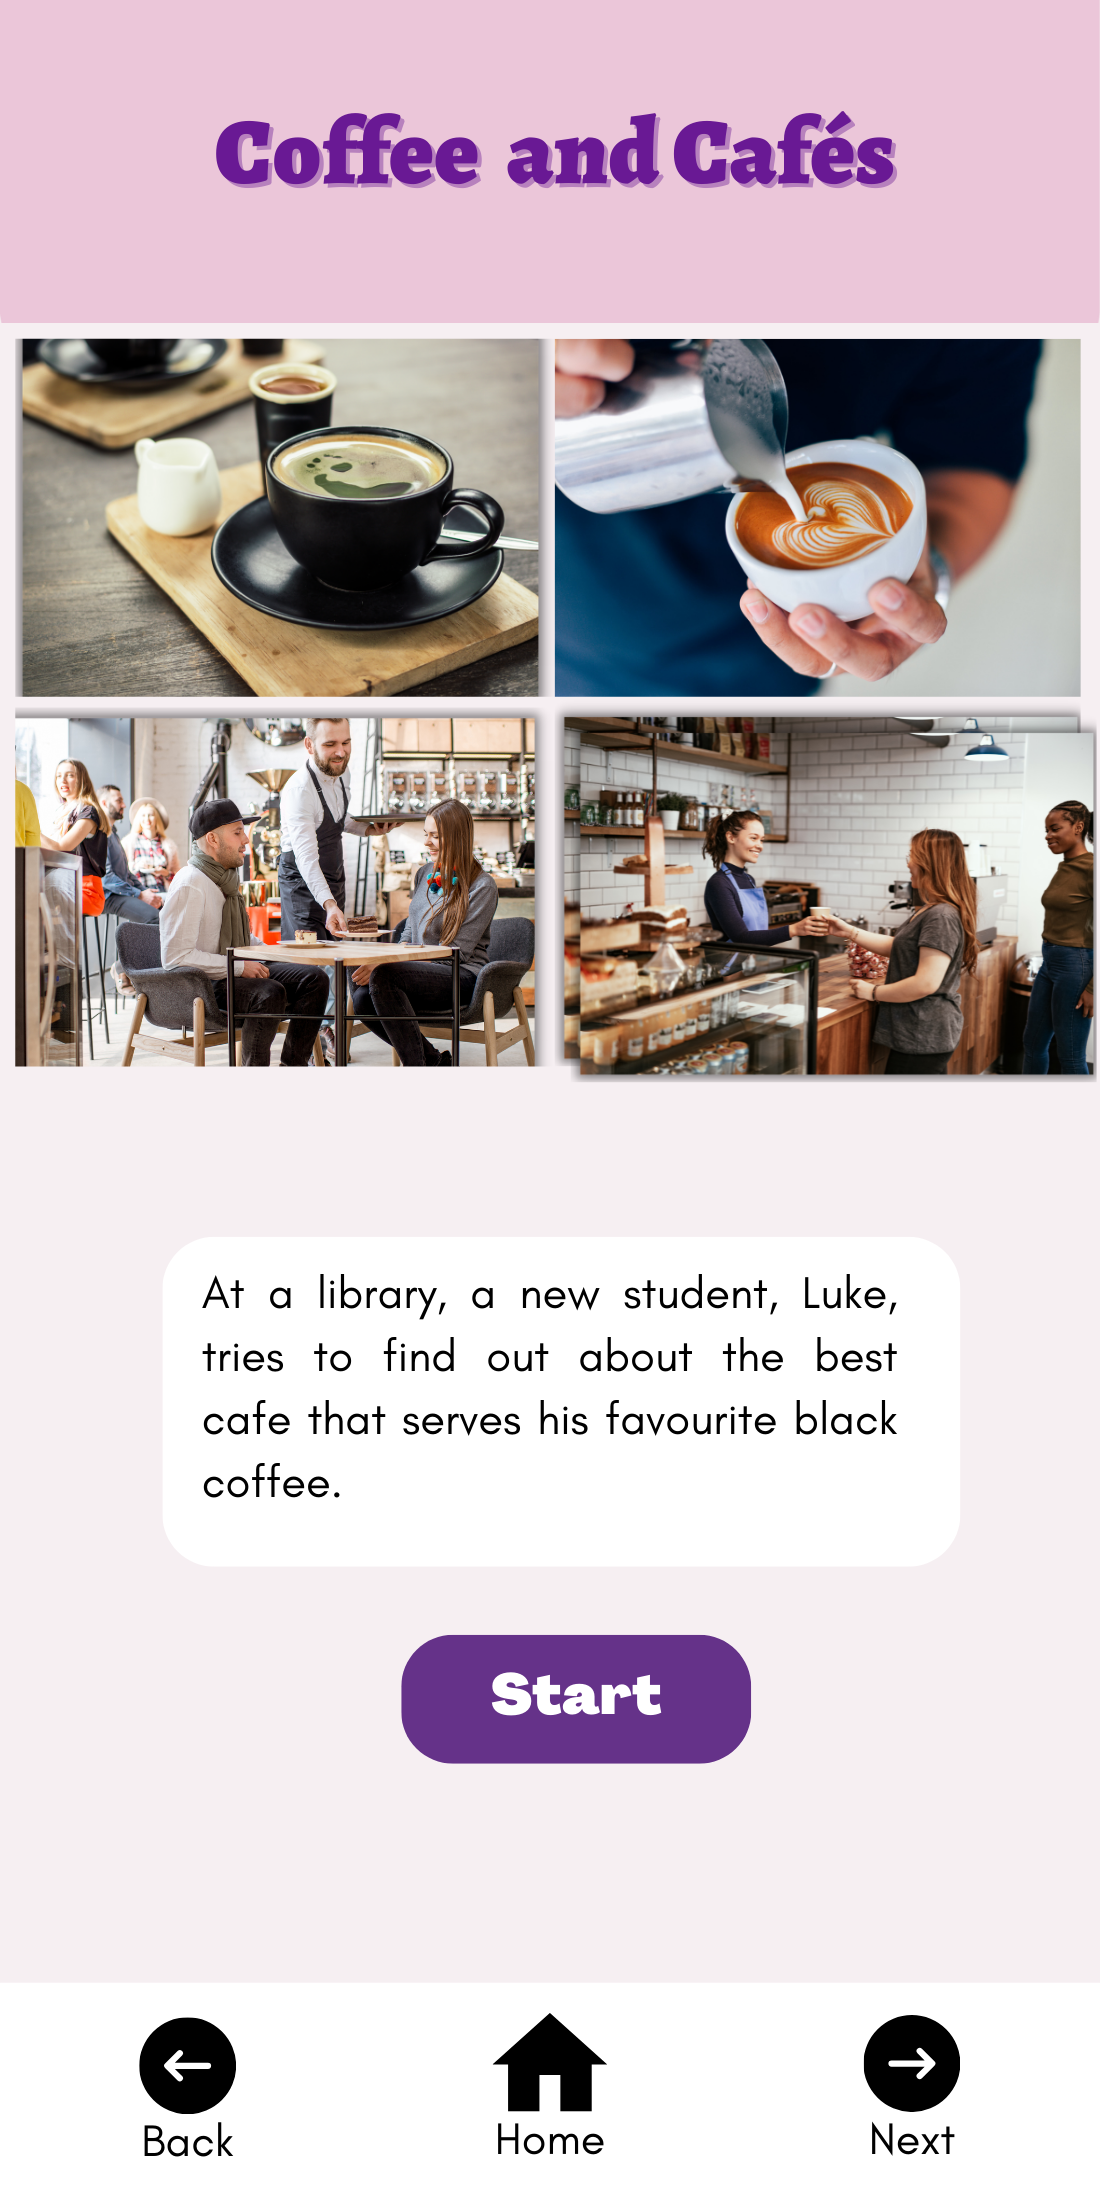 Coffee and Cafés
At a library, a new student, Luke,
tries to find out about the best
cafe that serves his favourite black
coffee.
Start
Back
Home
Next